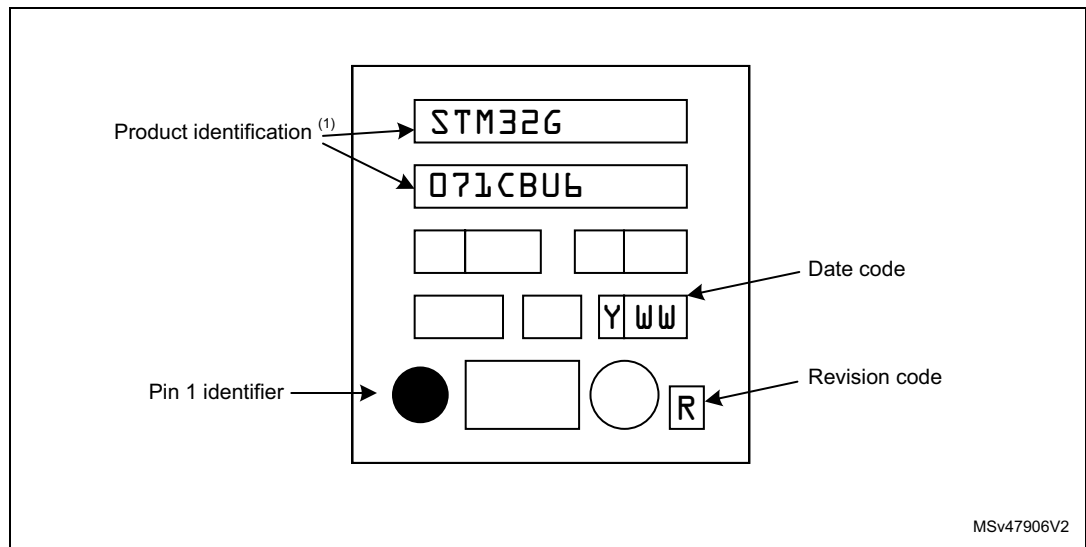 STM32G
Product identification (1)
071CBU6
Date code
Y WW
Pin 1 identifier
Revision code
R
MSv47906V2